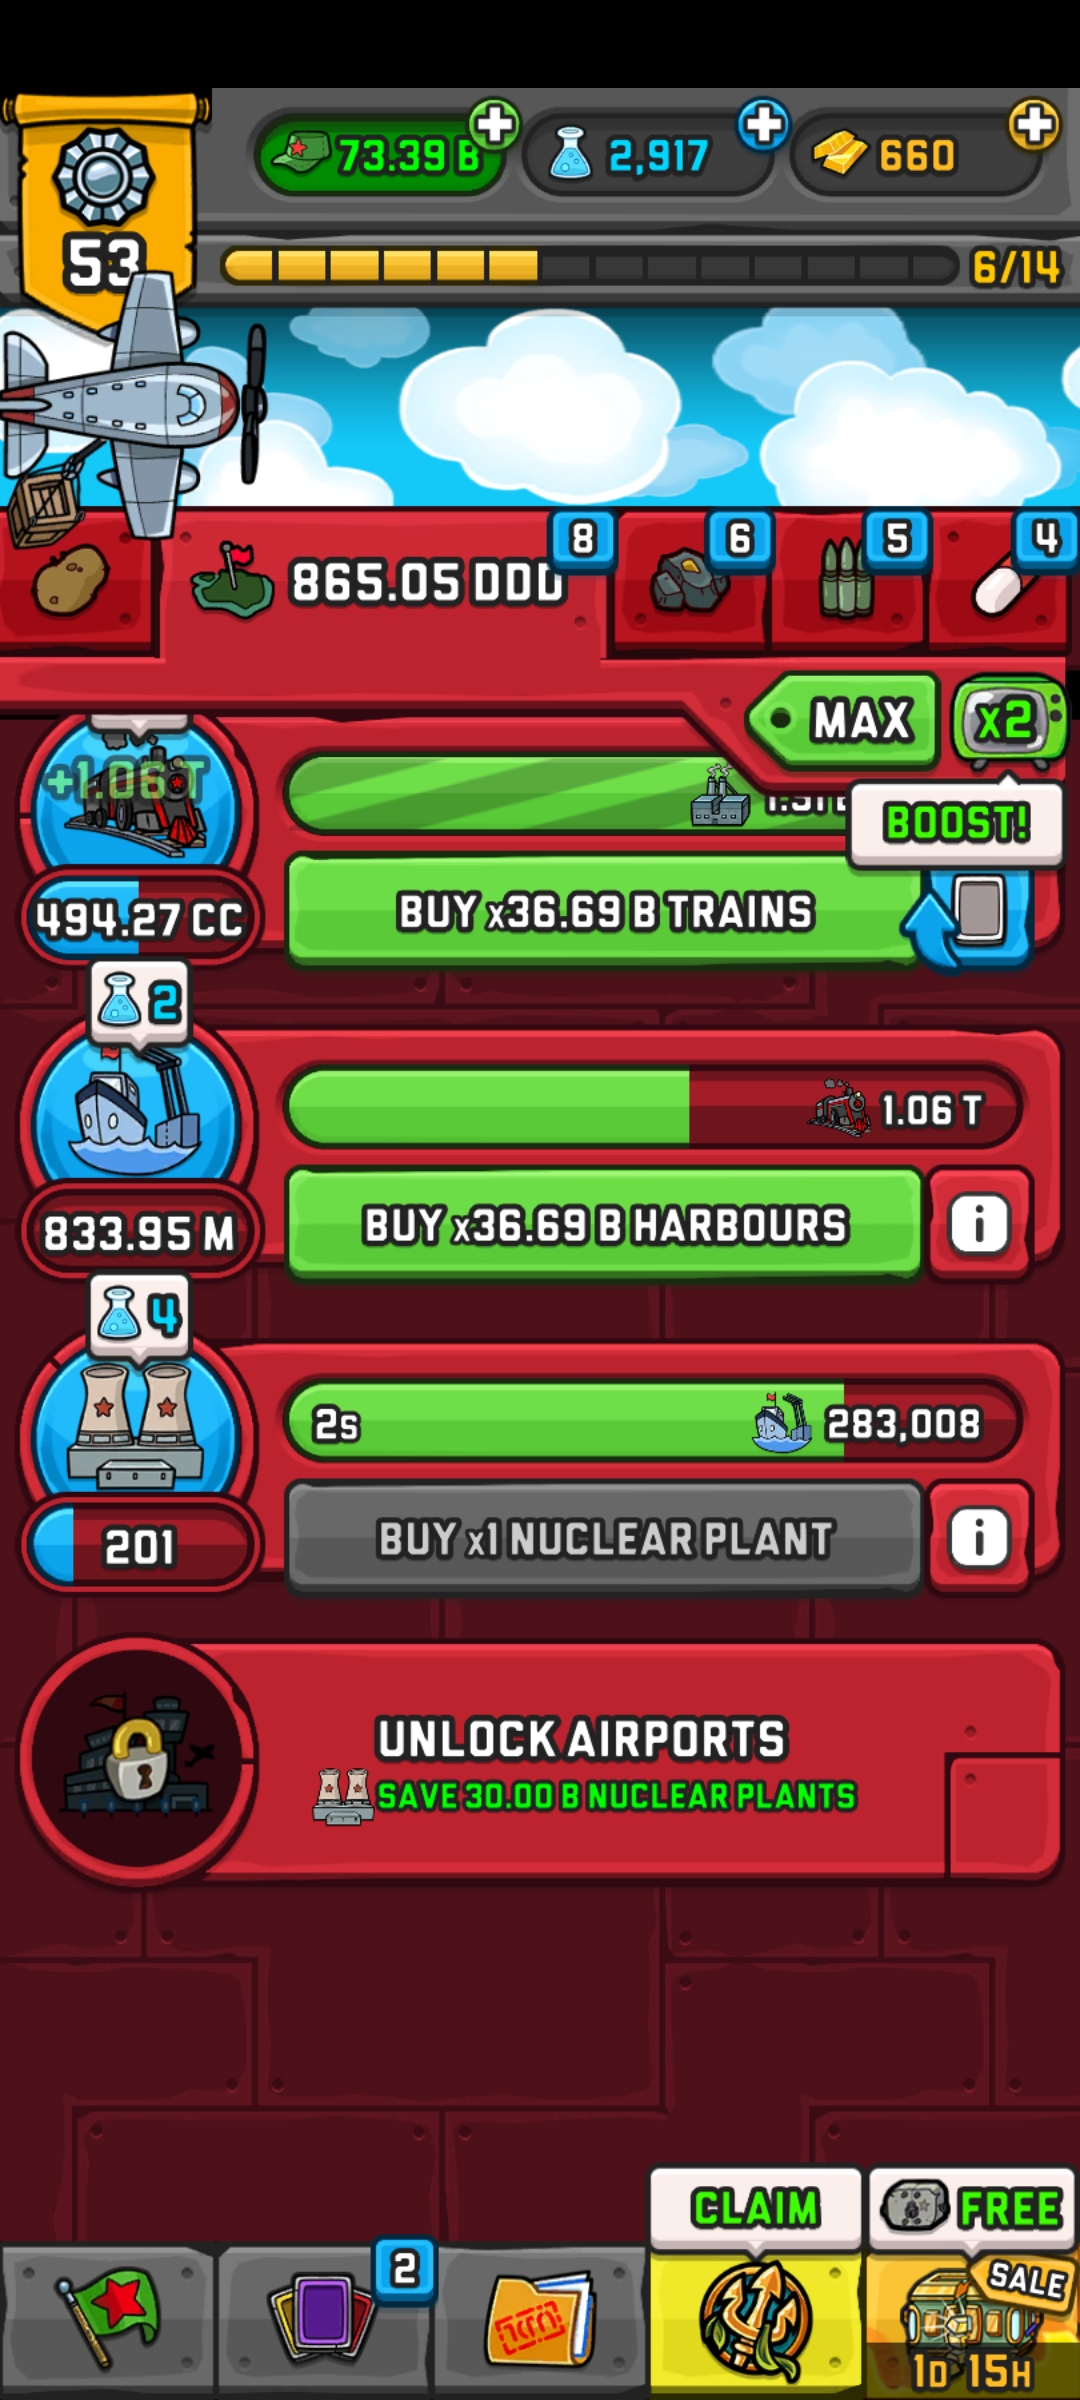 73.39 B
2,917
660
53
6/14
8
6
5
4
865.05 DDD
MAX
x2
+1.06 T
BOOST!
494.27 CC
BUY x36.69 B TRAINS
2
1.06 T
833.95 M
BUY x36.69 B HARBOURS
i
4
2s
283,008
201
BUY x1 NUCLEAR PLANT
i
UNLOCK AIRPORTS
SAVE 30.00 B NUCLEAR PLANTS
CLAIM
FREE
2
SALE
1D 15H